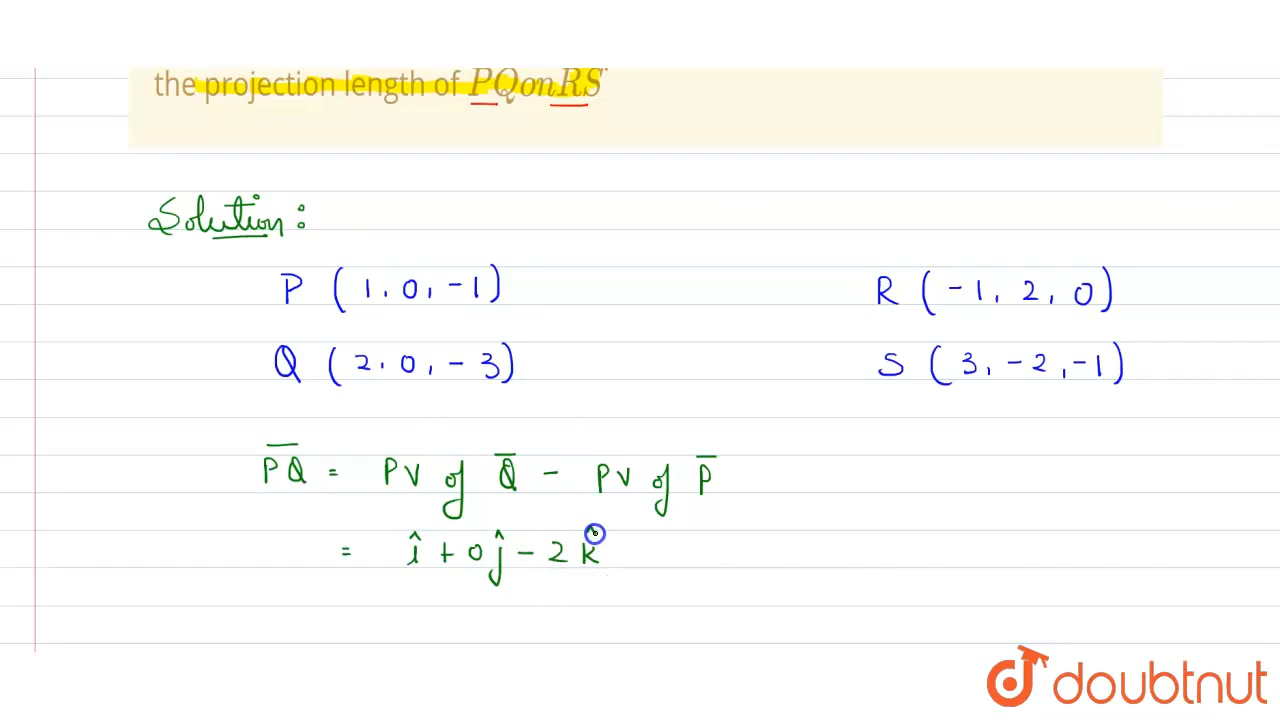 the projection length of PQonRS
Solution:
P (1, 0, -1) R (-1, 2, 0)
Q (2, 0, -3) S (3, -2, -1)
P̅Q̅ = PV of Q̅ - PV of P̅
= î + 0ĵ - 2k̂
doubtnut